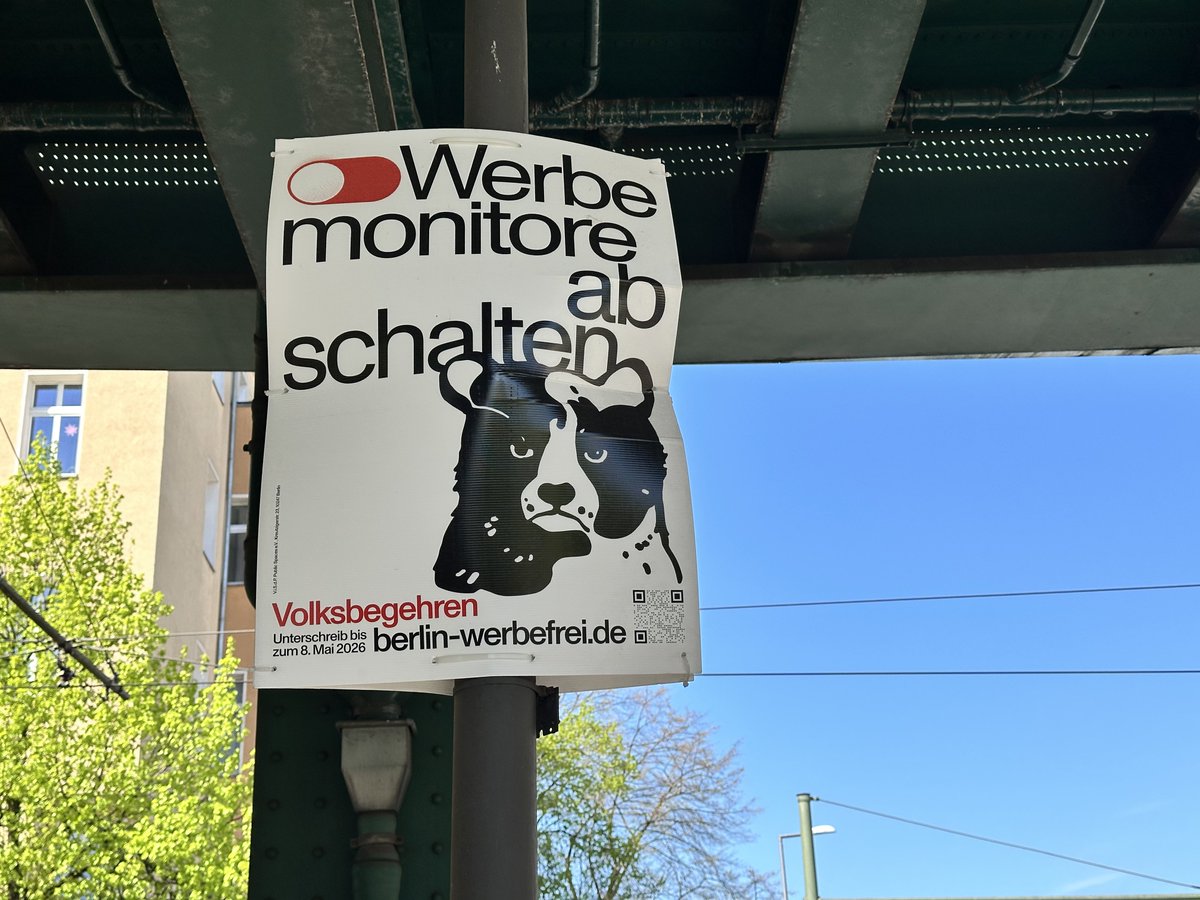 Werbe
monitore
ab
schalten
Volksbegehren
Unterschreib bis
zum 8. Mai 2026
berlin-werbefrei.de